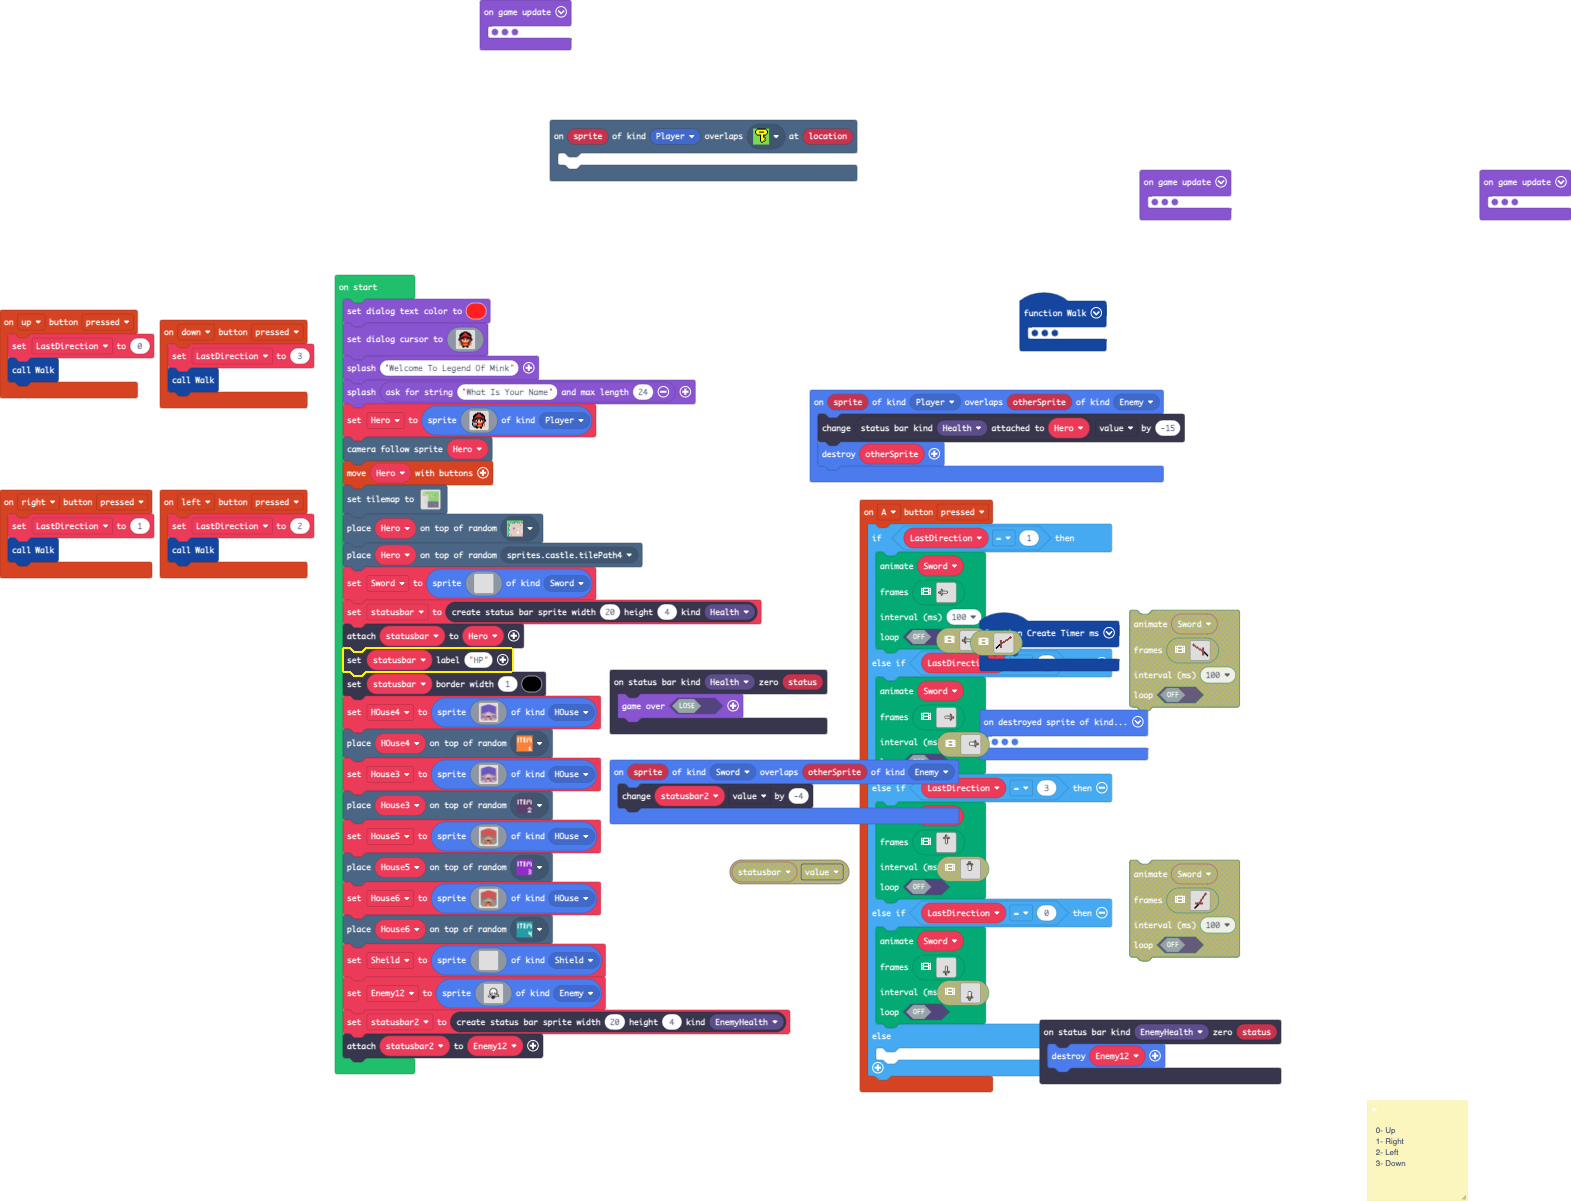 on game update
on sprite of kind Player overlaps at location
on game update
on game update
on start
set dialog text color to
set dialog cursor to
splash "Welcome To Legend Of Mink"
splash ask for string "What Is Your Name" and max length 24
set Hero to sprite of kind Player
camera follow sprite Hero
move Hero with buttons
set tilemap to
place Hero on top of random
place Hero on top of random sprites.castle.tilePath4
set Sword to sprite of kind Sword
set statusbar to create status bar sprite width 20 height 4 kind Health
attach statusbar to Hero
set statusbar label "HP"
set statusbar border width 1
set HOuse4 to sprite of kind HOuse
place HOuse4 on top of random ITEM 1
set House3 to sprite of kind HOuse
place House3 on top of random ITEM 2
set House5 to sprite of kind HOuse
place House5 on top of random ITEM 3
set House6 to sprite of kind HOuse
place House6 on top of random ITEM 4
set Sheild to sprite of kind Shield
set Enemy12 to sprite of kind Enemy
set statusbar2 to create status bar sprite width 20 height 4 kind EnemyHealth
attach statusbar2 to Enemy12
on up button pressed
set LastDirection to 0
call Walk
on down button pressed
set LastDirection to 3
call Walk
on right button pressed
set LastDirection to 1
call Walk
on left button pressed
set LastDirection to 2
call Walk
function Walk
on sprite of kind Player overlaps otherSprite of kind Enemy
change status bar kind Health attached to Hero value by -15
destroy otherSprite
on A button pressed
if LastDirection = 1 then
animate Sword
frames
interval (ms) 100
loop OFF
else if LastDirecti
animate Sword
frames
interval (ms
else if LastDirection = 3 then
frames
interval (ms
loop OFF
else if LastDirection = 0 then
animate Sword
frames
interval (ms
loop OFF
else
Create Timer ms
on destroyed sprite of kind...
animate Sword
frames
interval (ms) 100
loop OFF
on status bar kind Health zero status
game over LOSE
on sprite of kind Sword overlaps otherSprite of kind Enemy
change statusbar2 value by -4
statusbar value
animate Sword
frames
interval (ms) 100
loop OFF
on status bar kind EnemyHealth zero status
destroy Enemy12
0- Up
1- Right
2- Left
3- Down